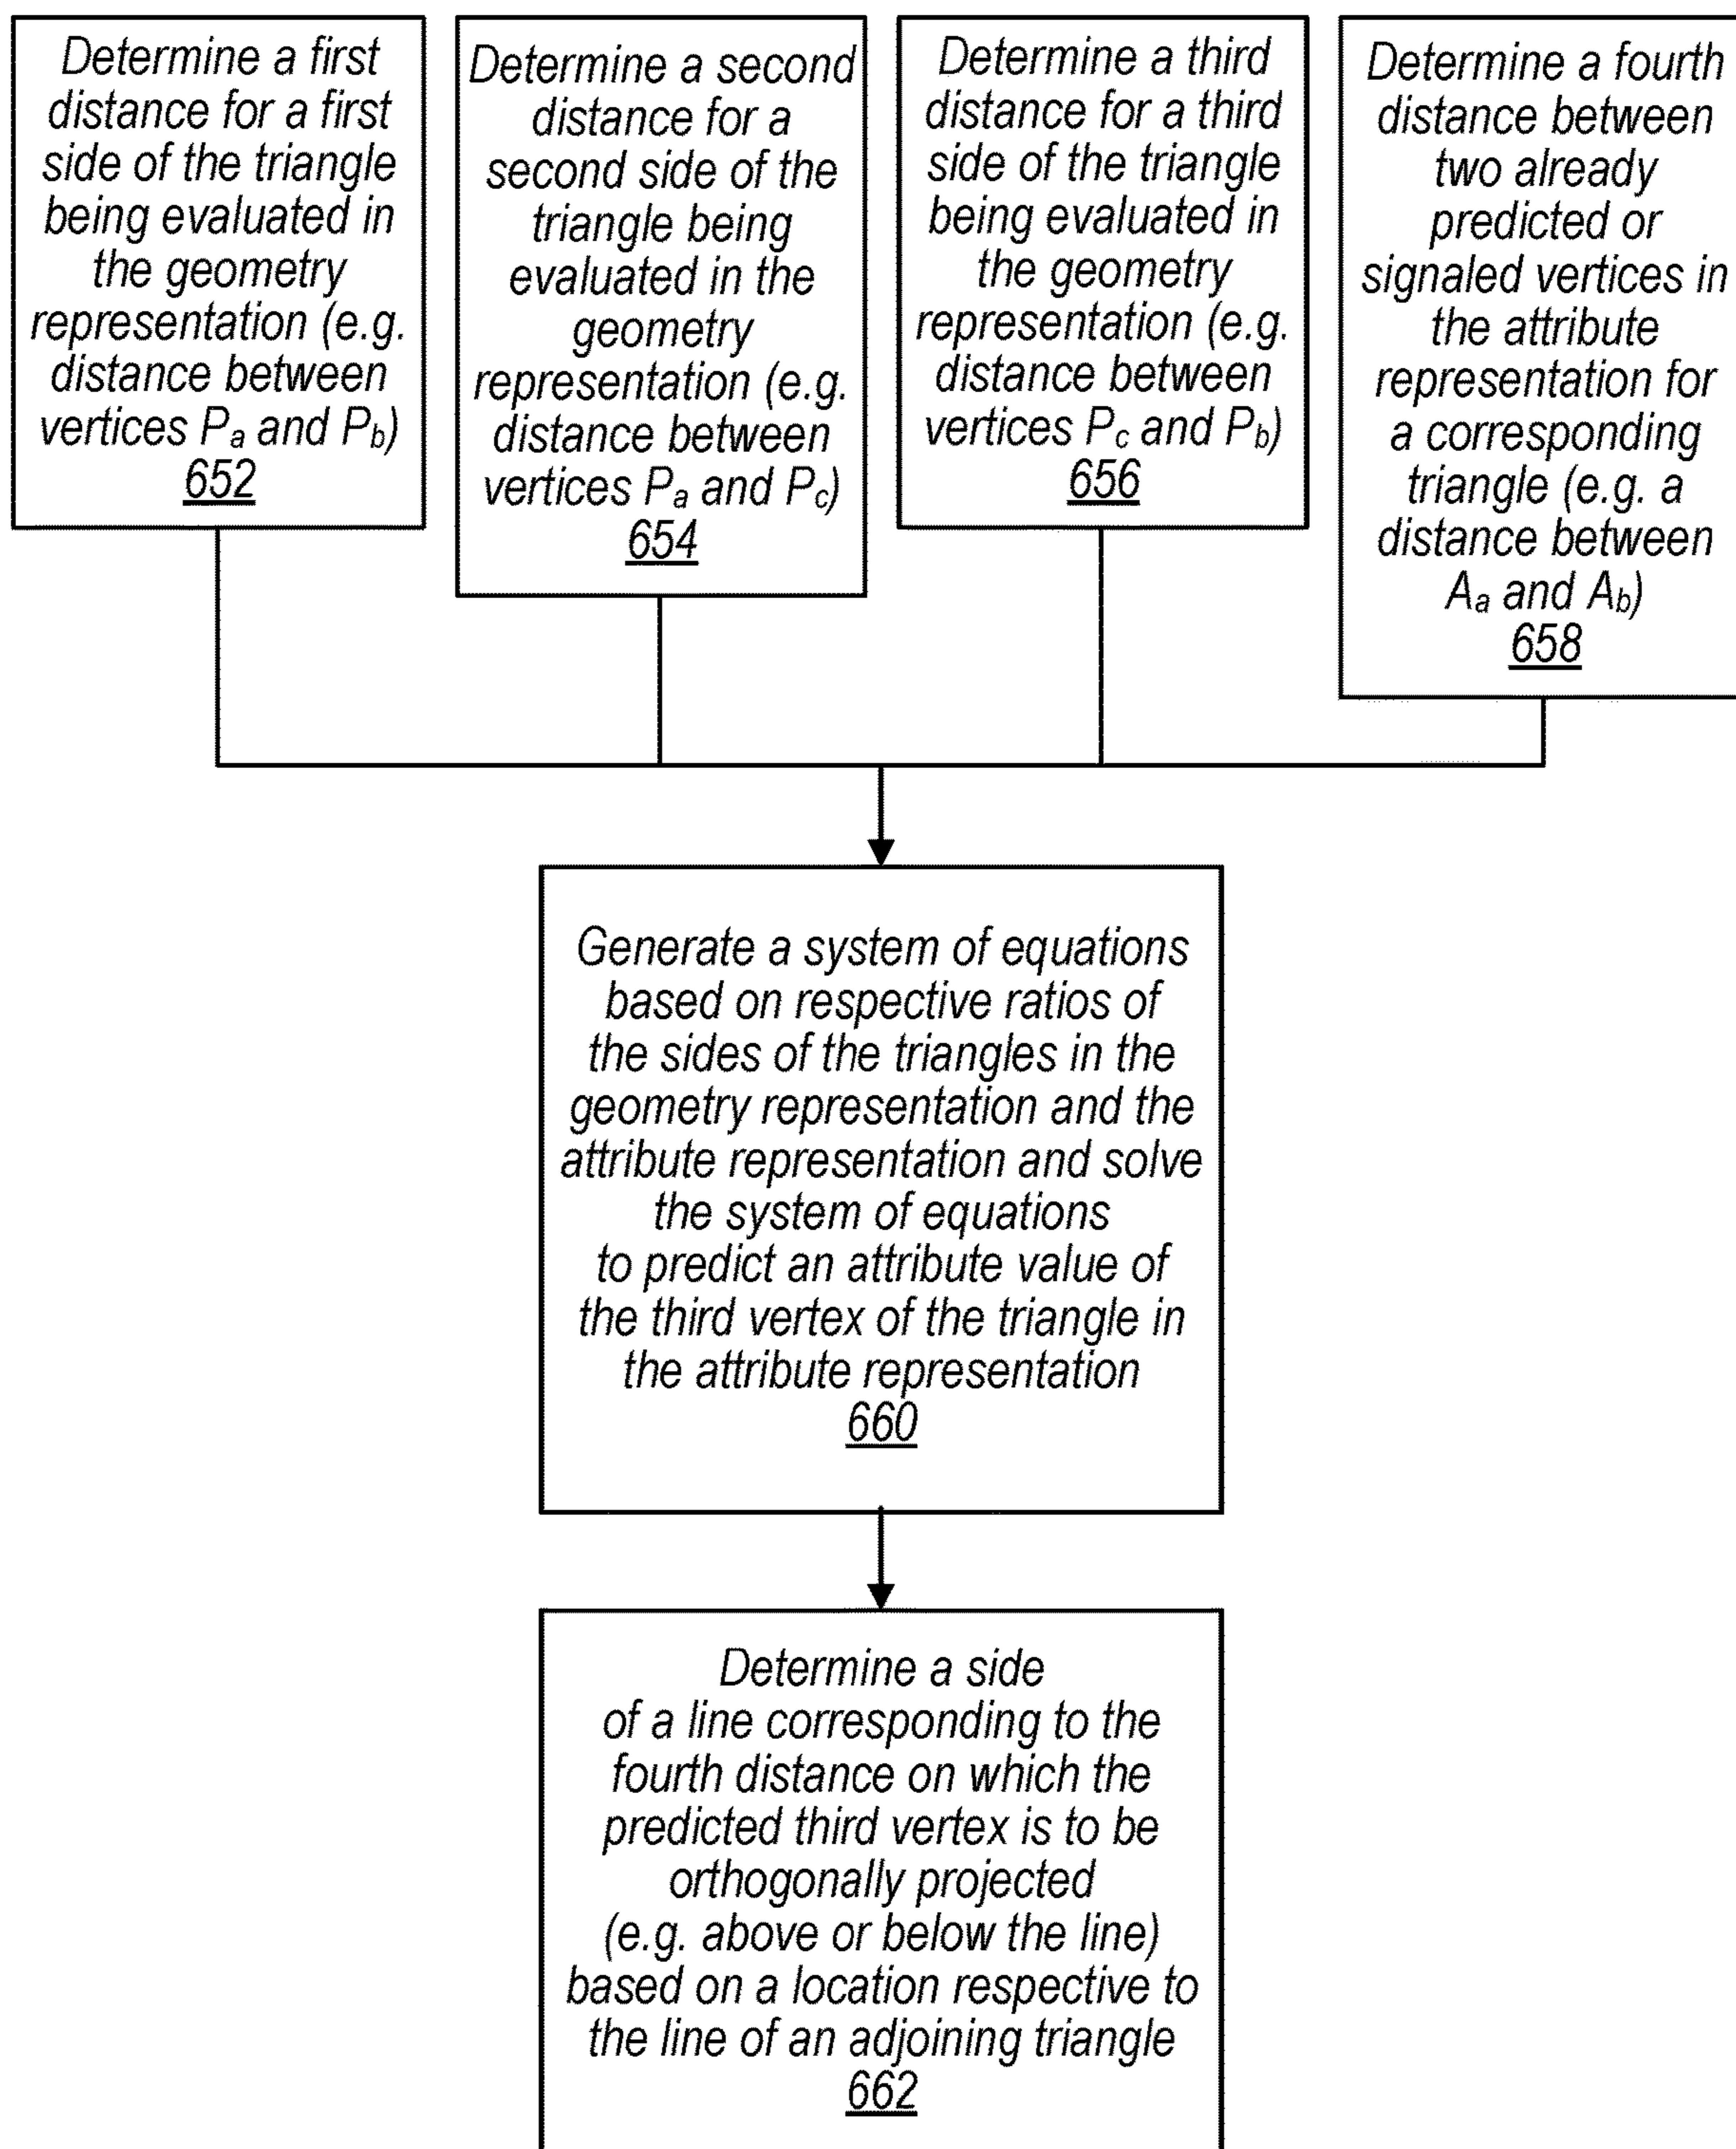 Determine a first
distance for a first
side of the triangle
being evaluated in
the geometry
representation (e.g.
distance between
vertices Pa and Pb)
652
Determine a second
distance for a
second side of the
triangle being
evaluated in the
geometry
representation (e.g.
distance between
vertices Pa and Pc)
654
Determine a third
distance for a third
side of the triangle
being evaluated in
the geometry
representation (e.g.
distance between
vertices Pc and Pb)
656
Determine a fourth
distance between
two already
predicted or
signaled vertices in
the attribute
representation for
a corresponding
triangle (e.g. a
distance between
Aa and Ab)
658
Generate a system of equations
based on respective ratios of
the sides of the triangles in the
geometry representation and the
attribute representation and solve
the system of equations
to predict an attribute value of
the third vertex of the triangle in
the attribute representation
660
Determine a side
of a line corresponding to the
fourth distance on which the
predicted third vertex is to be
orthogonally projected
(e.g. above or below the line)
based on a location respective to
the line of an adjoining triangle
662